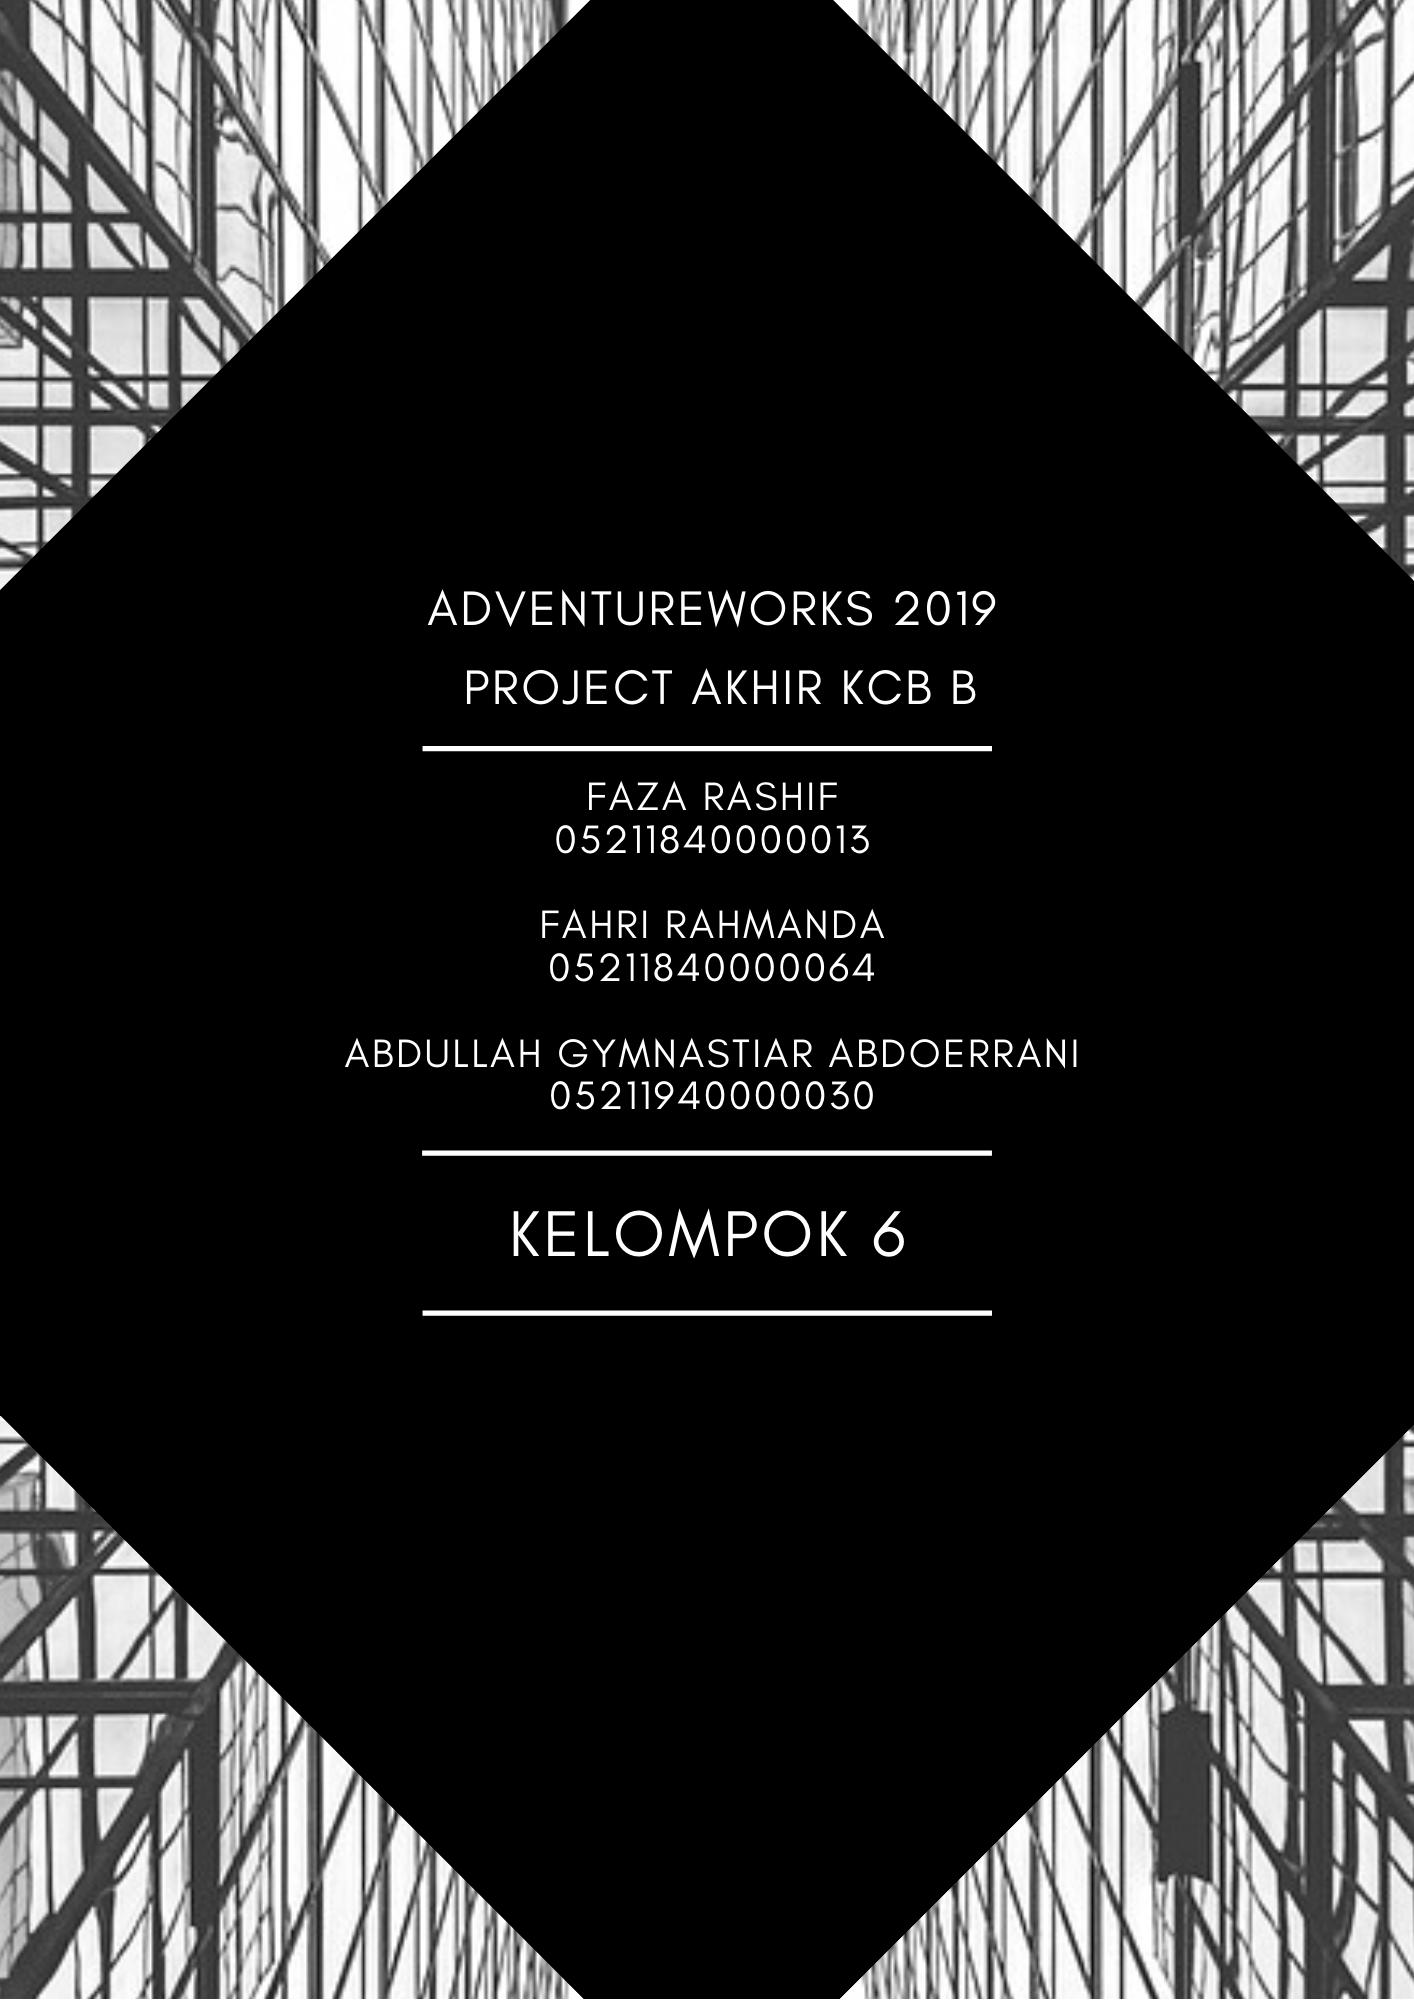 ADVENTUREWORKS 2019
PROJECT AKHIR KCB B
FAZA RASHIF
05211840000013
FAHRI RAHMANDA
05211840000064
ABDULLAH GYMNASTIAR ABDOERRANI
05211940000030
KELOMPOK 6